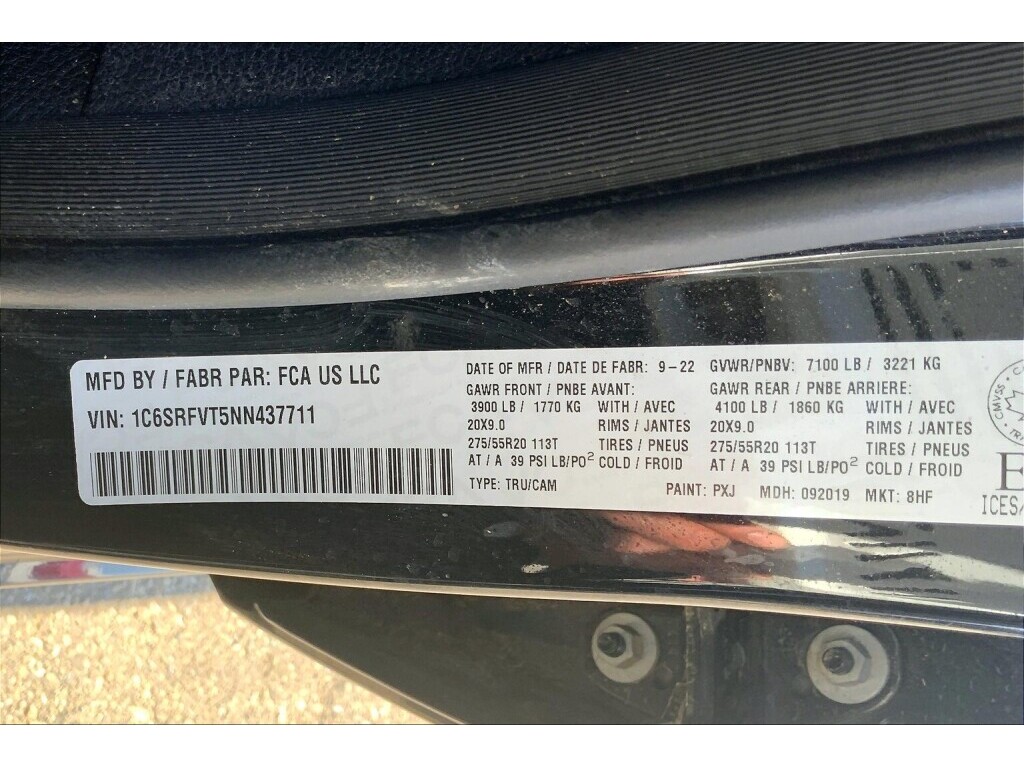 MFD BY / FABR PAR: FCA US LLC
VIN: 1C6SRFVT5NN437711
DATE OF MFR / DATE DE FABR: 9-22 GVWR/PNBV: 7100 LB / 3221 KG
GAWR FRONT / PNBE AVANT: GAWR REAR / PNBE ARRIERE:
3900 LB / 1770 KG WITH / AVEC 4100 LB / 1860 KG WITH / AVEC
20X9.0 RIMS / JANTES 20X9.0 RIMS / JANTES
275/55R20 113T TIRES / PNEUS 275/55R20 113T TIRES / PNEUS
AT / A 39 PSI LB/PO² COLD / FROID AT / A 39 PSI LB/PO² COLD / FROID
TYPE: TRU/CAM PAINT: PXJ MDH: 092019 MKT: 8HF
CMVSS
ICES/